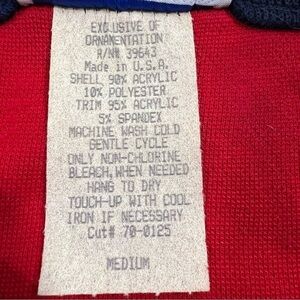 EXCLUSIVE OF
ORNAMENTATION
R/N# 39643
Made in U.S.A.
SHELL 90% ACRYLIC
10% POLYESTER
TRIM 95% ACRYLIC
5% SPANDEX
MACHINE WASH COLD
GENTLE CYCLE
ONLY NON-CHLORINE
BLEACH, WHEN NEEDED
HANG TO DRY
TOUCH-UP WITH COOL
IRON IF NECESSARY
Cut# 70-0125
MEDIUM